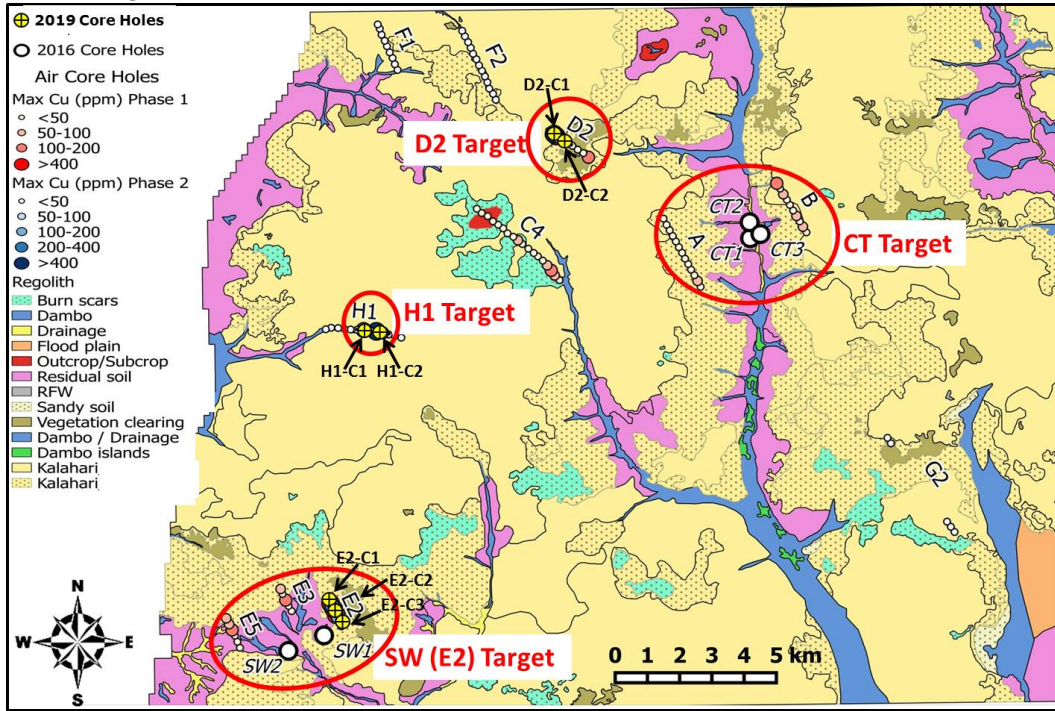 2019 Core Holes
2016 Core Holes
Air Core Holes
Max Cu (ppm) Phase 1
<50
50-100
100-200
>400
Max Cu (ppm) Phase 2
<50
50-100
100-200
200-400
>400
Regolith
Burn scars
Dambo
Drainage
Flood plain
Outcrop/Subcrop
Residual soil
RFW
Sandy soil
Vegetation clearing
Dambo / Drainage
Dambo islands
Kalahari
Kalahari
F1
F2
D2-C1
D2 Target
D2
D2-C2
B
CT2
A
CT1
CT3
CT Target
C4
H1
H1 Target
H1-C1
H1-C2
G2
E2-C1
E2-C2
E3
E2
E2-C3
E5
SW1
SW2
SW (E2) Target
N
W
E
S
0 1 2 3 4 5 km